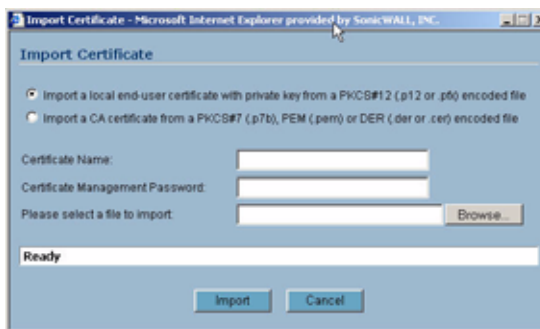 Import Certificate - Microsoft Internet Explorer provided by SonicWALL, INC.
Import Certificate
Import a local end-user certificate with private key from a PKCS#12 (.p12 or .pfx) encoded file
Import a CA certificate from a PKCS#7 (.p7b), PEM (.pem) or DER (.der or .cer) encoded file
Certificate Name:
Certificate Management Password:
Please select a file to import:
Browse...
Ready
Import
Cancel